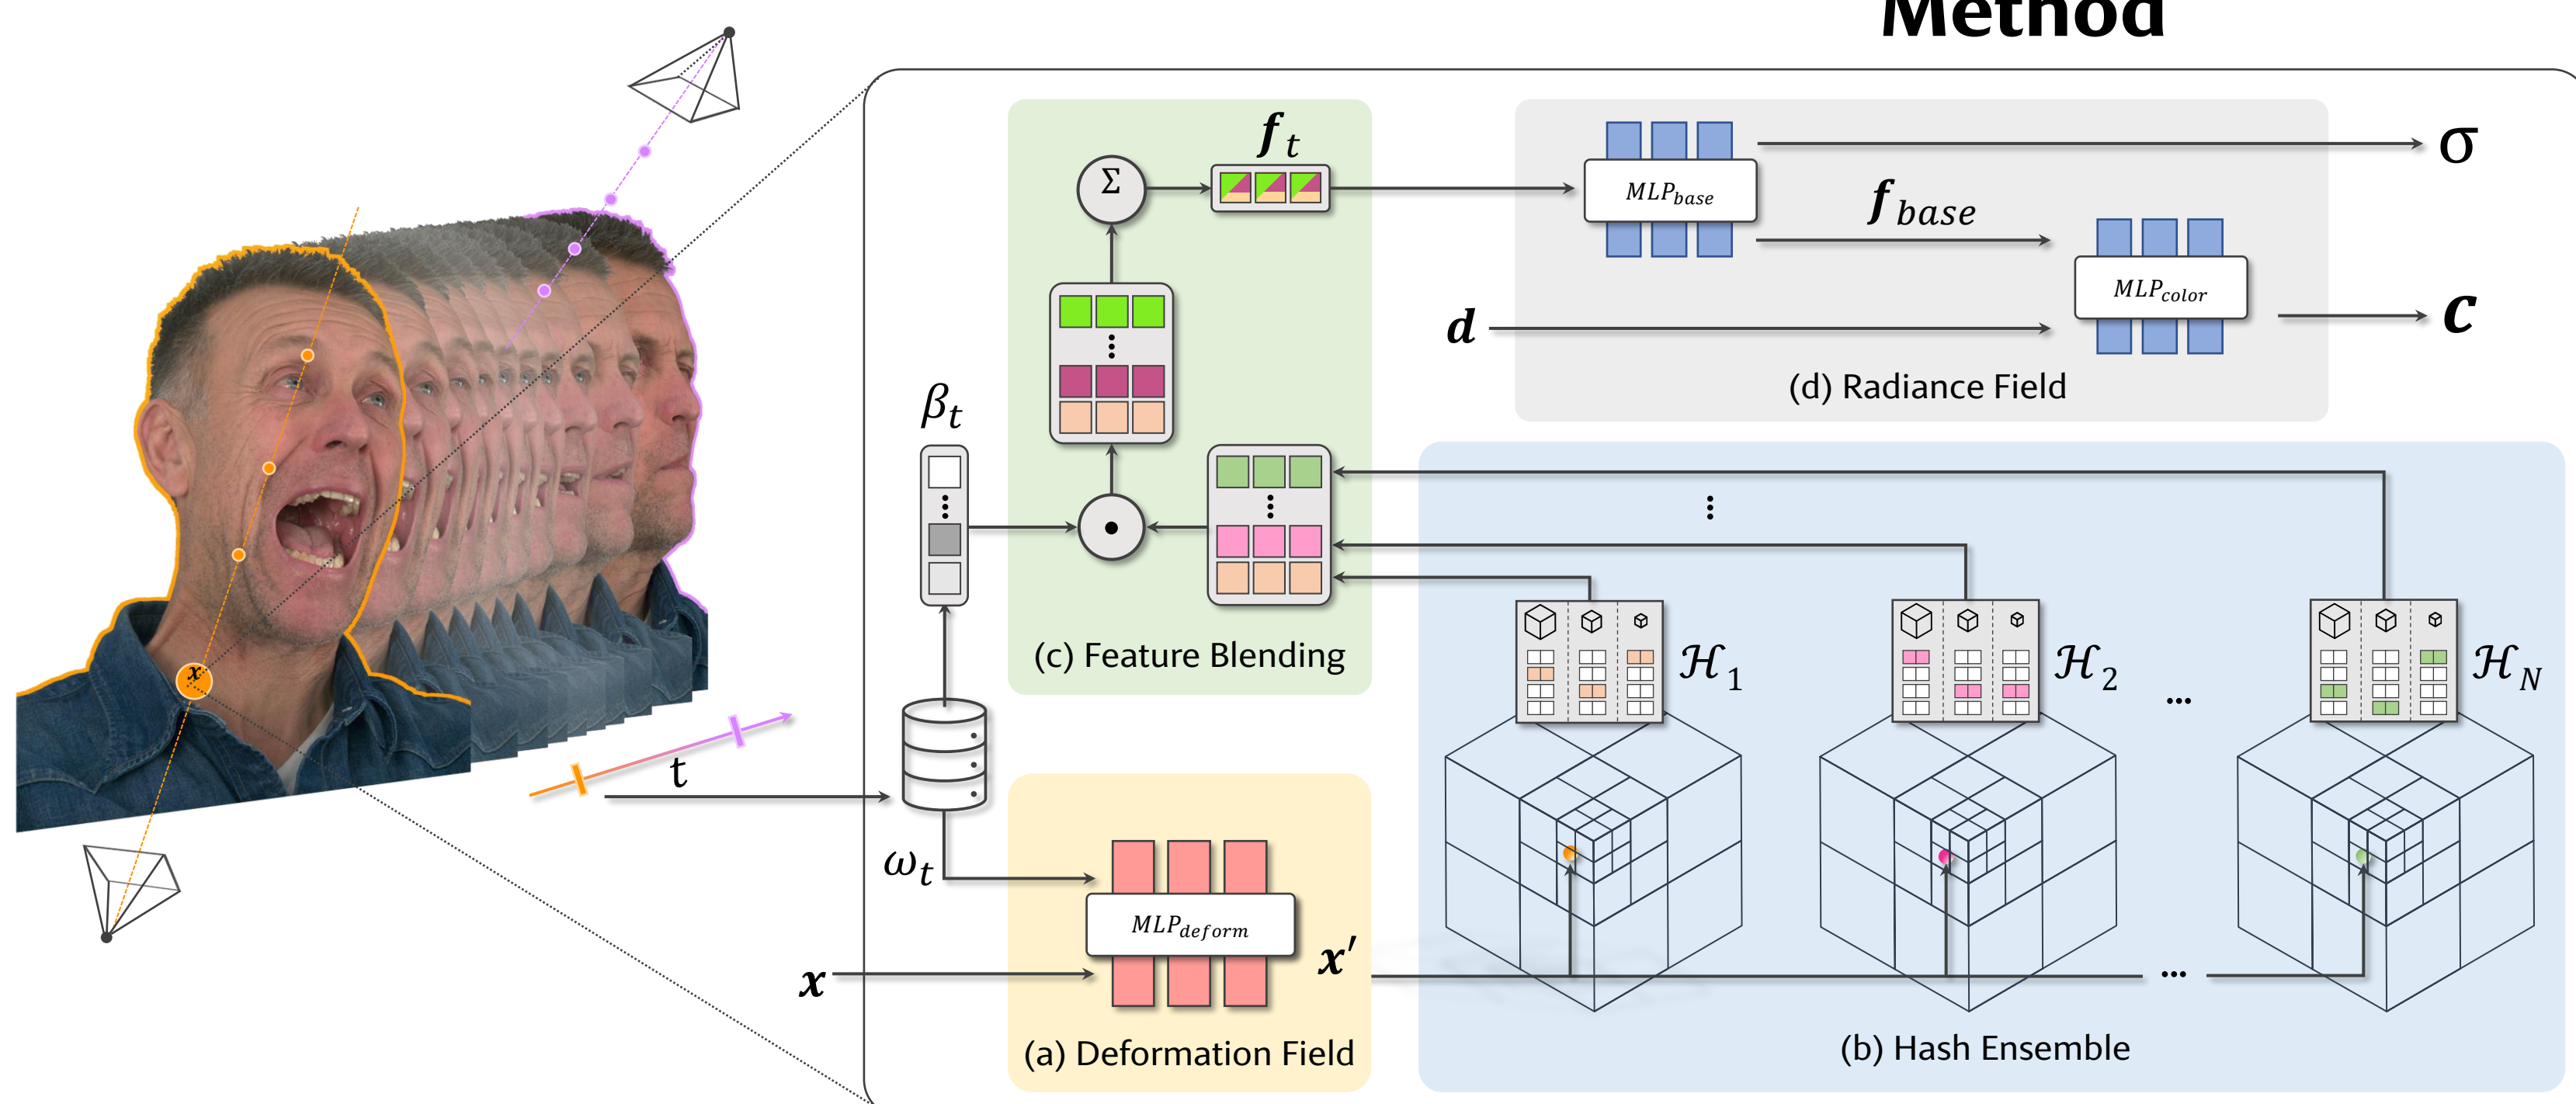 Method
f_t
Σ
σ
MLP_base
f_base
MLP_color
d
c
(d) Radiance Field
β_t
(c) Feature Blending
ℋ_1
ℋ_2
...
ℋ_N
x
t
ω_t
MLP_deform
x
x′
...
(a) Deformation Field
(b) Hash Ensemble